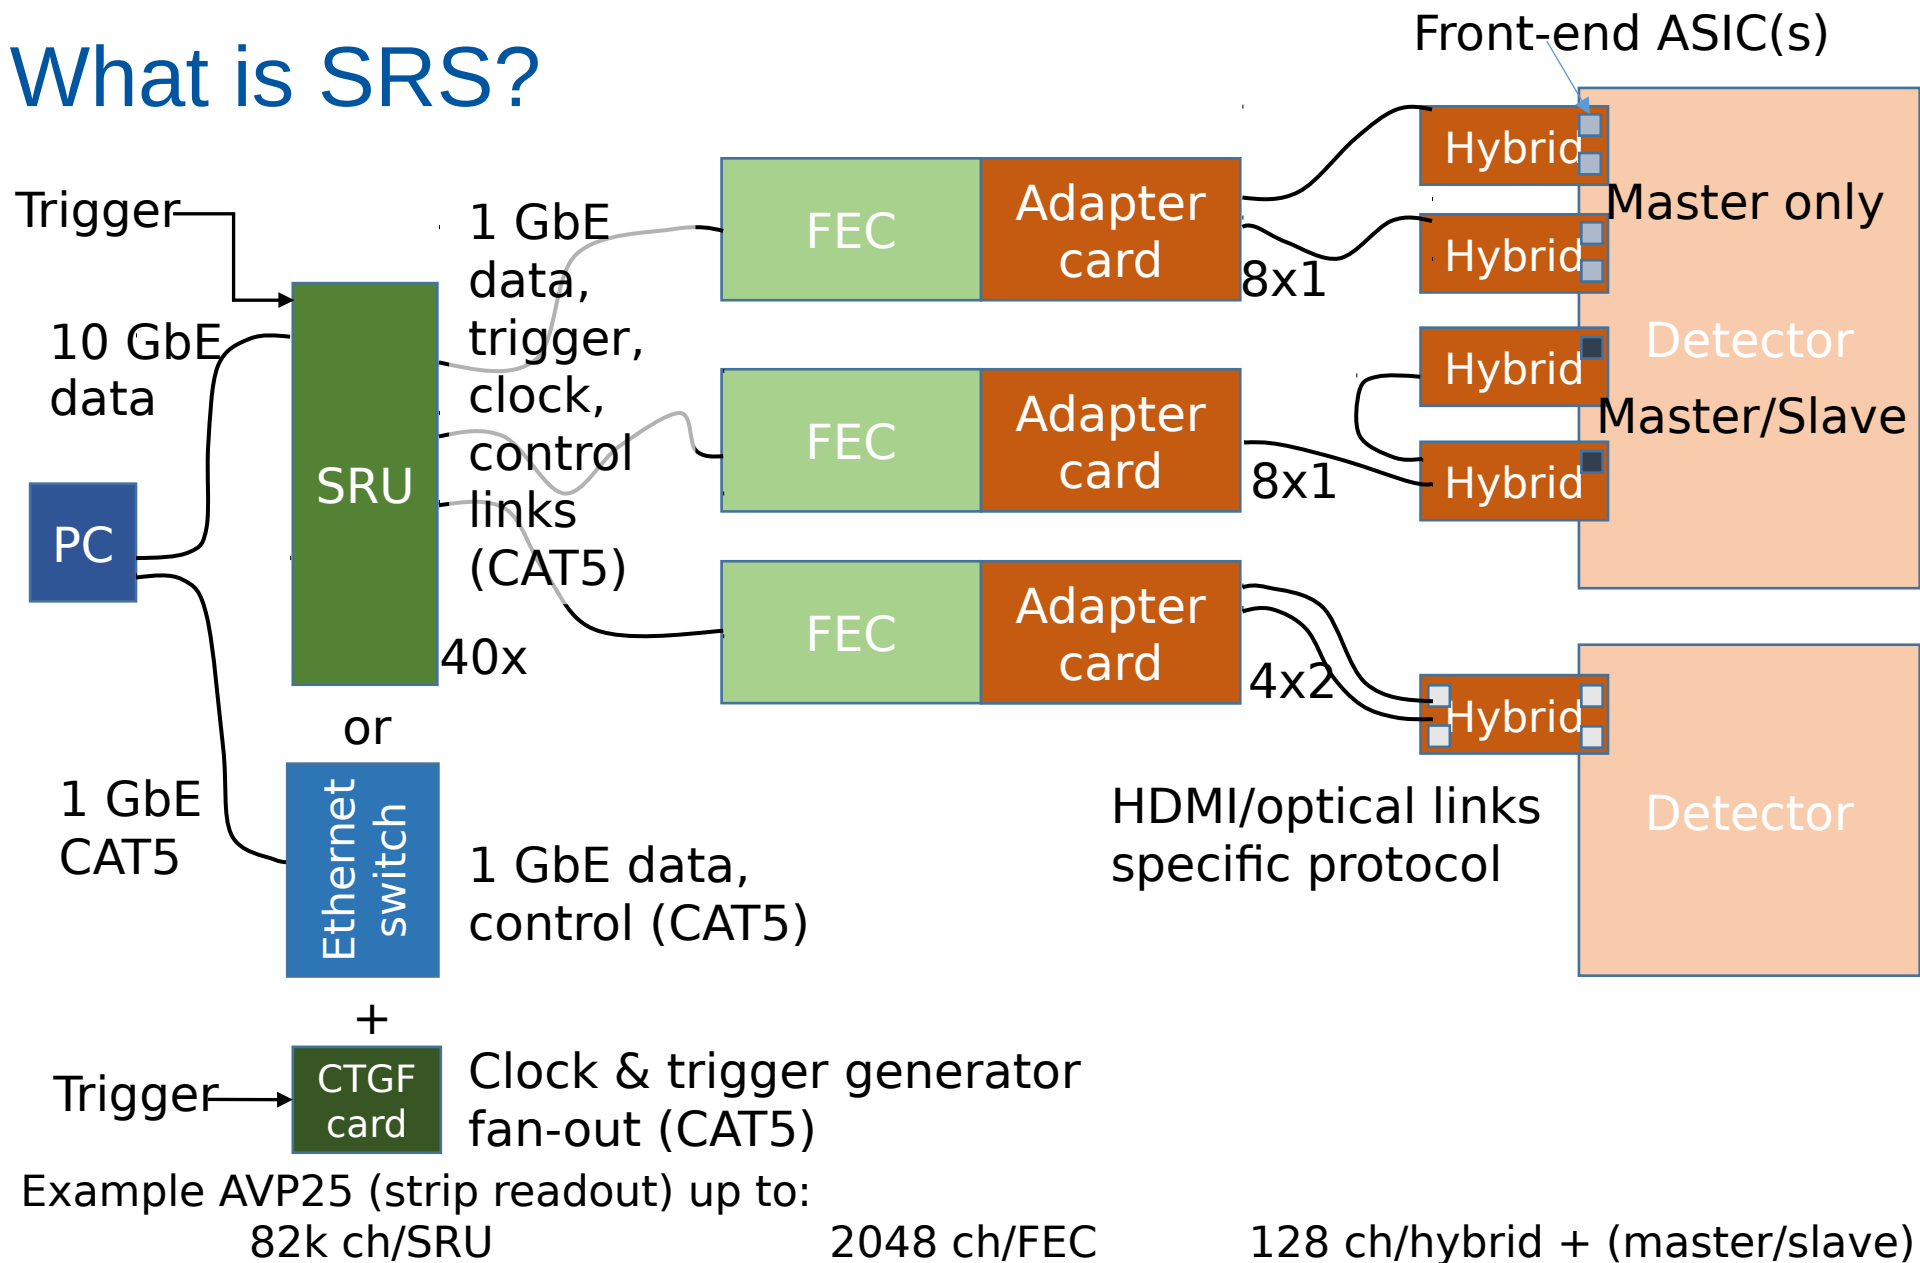 What is SRS?
Front-end ASIC(s)
Trigger
10 GbE
data
PC
SRU
40x
1 GbE
data,
trigger,
clock,
control
links
(CAT5)
FEC
Adapter
card
8x1
FEC
Adapter
card
8x1
FEC
Adapter
card
4x2
Hybrid
Hybrid
Hybrid
Hybrid
Master only
Detector
Master/Slave
Hybrid
Detector
HDMI/optical links
specific protocol
or
1 GbE
CAT5
Ethernet
switch
1 GbE data,
control (CAT5)
+
Trigger
CTGF
card
Clock & trigger generator
fan-out (CAT5)
Example AVP25 (strip readout) up to:
82k ch/SRU
2048 ch/FEC
128 ch/hybrid + (master/slave)